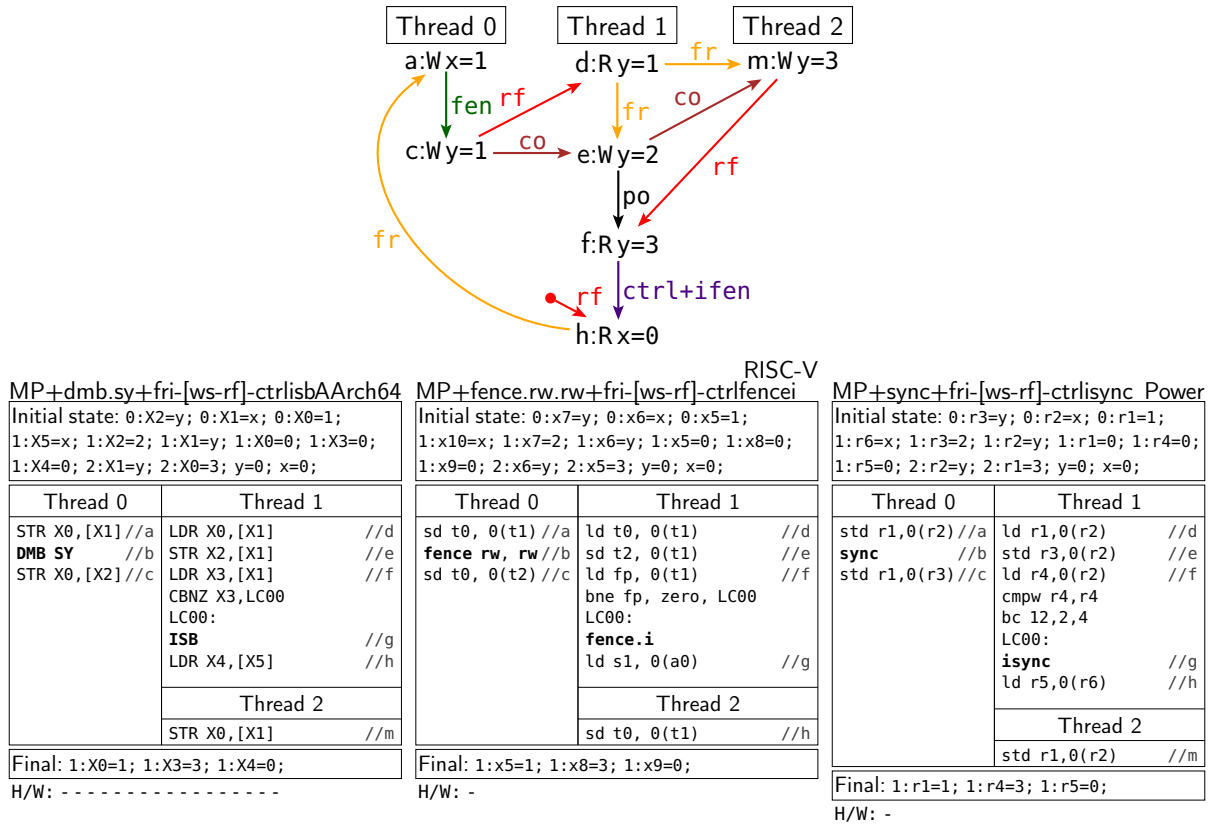 Thread 0 Thread 1 Thread 2
a:W x=1 d:R y=1 fr m:W y=3
fen rf fr co
c:W y=1 co e:W y=2 rf
po
fr f:R y=3
rf ctrl+ifen
h:R x=0
MP+dmb.sy+fri-[ws-rf]-ctrlisb AArch64
Initial state: 0:X2=y; 0:X1=x; 0:X0=1;
1:X5=x; 1:X2=2; 1:X1=y; 1:X0=0; 1:X3=0;
1:X4=0; 2:X1=y; 2:X0=3; y=0; x=0;
Thread 0 Thread 1
STR X0,[X1]//a LDR X0,[X1] //d
DMB SY //b STR X2,[X1] //e
STR X0,[X2]//c LDR X3,[X1] //f
CBNZ X3,LC00
LC00:
ISB //g
LDR X4,[X5] //h
Thread 2
STR X0,[X1] //m
Final: 1:X0=1; 1:X3=3; 1:X4=0;
H/W: - - - - - - - - - - - - - - - - -
RISC-V
MP+fence.rw.rw+fri-[ws-rf]-ctrlfencei
Initial state: 0:x7=y; 0:x6=x; 0:x5=1;
1:x10=x; 1:x7=2; 1:x6=y; 1:x5=0; 1:x8=0;
1:x9=0; 2:x6=y; 2:x5=3; y=0; x=0;
Thread 0 Thread 1
sd t0, 0(t1) //a ld t0, 0(t1) //d
fence rw, rw //b sd t2, 0(t1) //e
sd t0, 0(t2) //c ld fp, 0(t1) //f
bne fp, zero, LC00
LC00:
fence.i
ld s1, 0(a0) //g
Thread 2
sd t0, 0(t1) //h
Final: 1:x5=1; 1:x8=3; 1:x9=0;
H/W: -
MP+sync+fri-[ws-rf]-ctrlisync Power
Initial state: 0:r3=y; 0:r2=x; 0:r1=1;
1:r6=x; 1:r3=2; 1:r2=y; 1:r1=0; 1:r4=0;
1:r5=0; 2:r2=y; 2:r1=3; y=0; x=0;
Thread 0 Thread 1
std r1,0(r2) //a ld r1,0(r2) //d
sync //b std r3,0(r2) //e
std r1,0(r3) //c ld r4,0(r2) //f
cmpw r4,r4
bc 12,2,4
LC00:
isync //g
ld r5,0(r6) //h
Thread 2
std r1,0(r2) //m
Final: 1:r1=1; 1:r4=3; 1:r5=0;
H/W: -